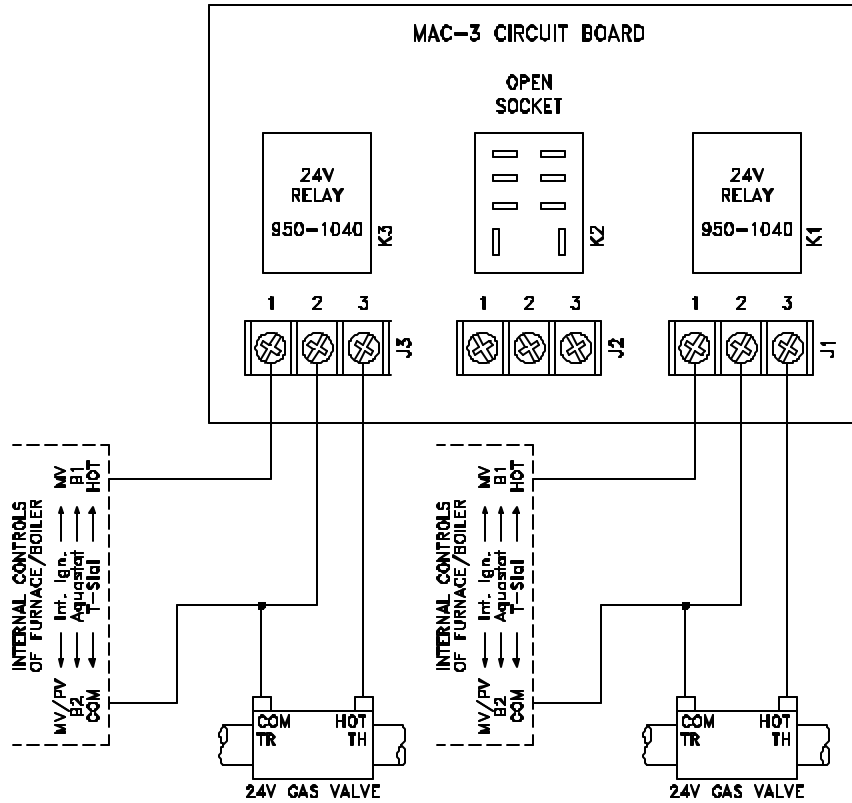 MAC-3 CIRCUIT BOARD
OPEN
SOCKET
24V
RELAY
950-1040
K3
K2
24V
RELAY
950-1040
K1
1 2 3
J3
1 2 3
J2
1 2 3
J1
INTERNAL CONTROLS
OF FURNACE/BOILER
MV/PV Int. Ign. MV
B2 Aquastat B1
COM T-Stat HOT
INTERNAL CONTROLS
OF FURNACE/BOILER
MV/PV Int. Ign. MV
B2 Aquastat B1
COM T-Stat HOT
COM HOT
TR TH
24V GAS VALVE
COM HOT
TR TH
24V GAS VALVE